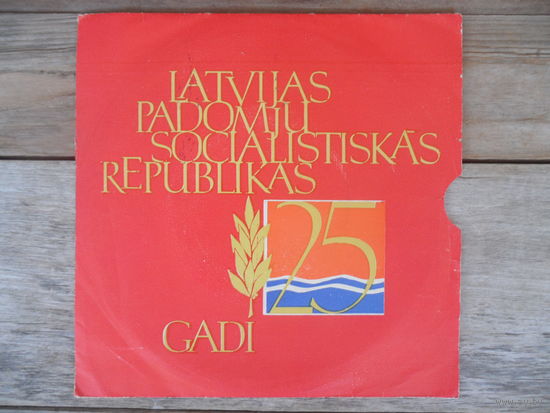 LATVIJAS
PADOMJU
SOCIALISTISKĀS
REPUBLIKAS
25
GADI